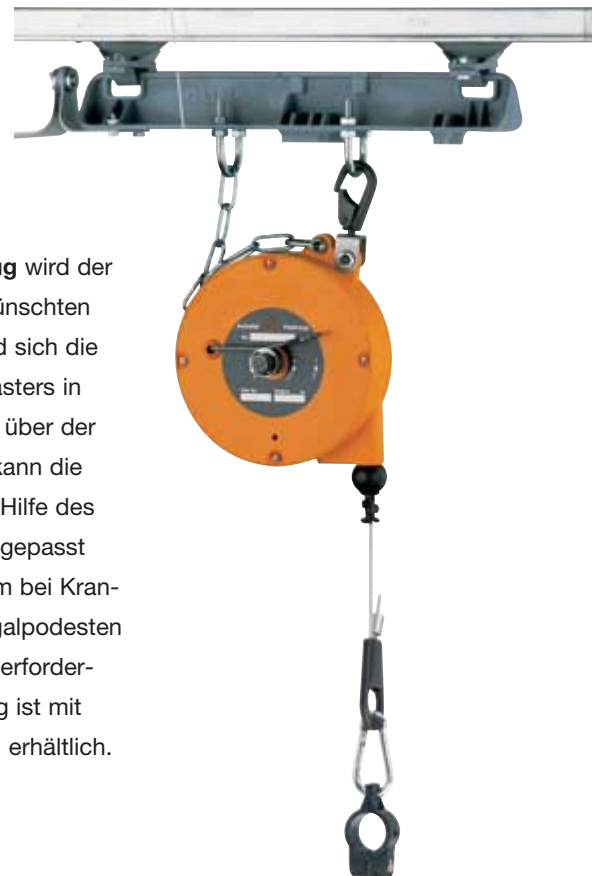 ug wird der
ünschten
d sich die
asters in
über der
kann die
Hilfe des
gepasst
m bei Kran-
galpodesten
erforder-
g ist mit
erhältlich.